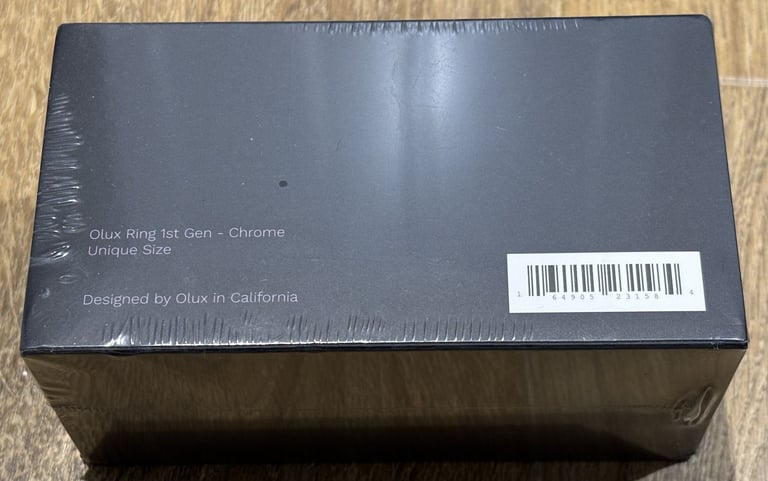 Olux Ring 1st Gen - Chrome
Unique Size
Designed by Olux in California
1 64905 23158 4